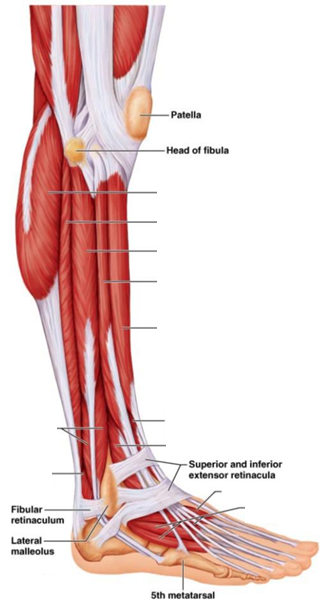 Patella
Head of fibula
Superior and inferior
extensor retinacula
Fibular
retinaculum
Lateral
malleolus
5th metatarsal